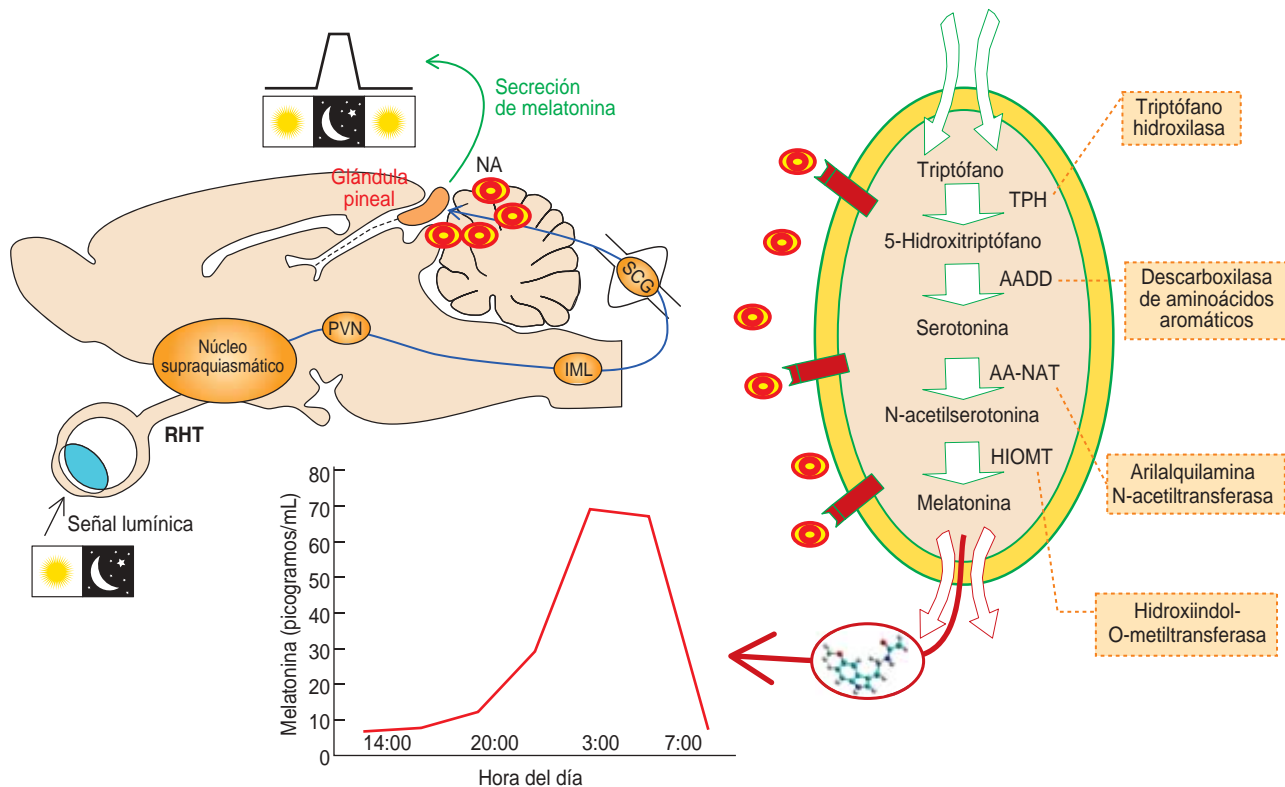 Secreción
de melatonina
Glándula
pineal
NA
SCG
PVN
IML
Núcleo
supraquiasmático
RHT
Señal lumínica
Melatonina (picogramos/mL)
80
70
60
50
40
30
20
10
0
14:00 20:00 3:00 7:00
Hora del día
Triptófano
TPH
5-Hidroxitriptófano
AADD
Serotonina
AA-NAT
N-acetilserotonina
HIOMT
Melatonina
Triptófano
hidroxilasa
Descarboxilasa
de aminoácidos
aromáticos
Arilalquilamina
N-acetiltransferasa
Hidroxiindol-
O-metiltransferasa